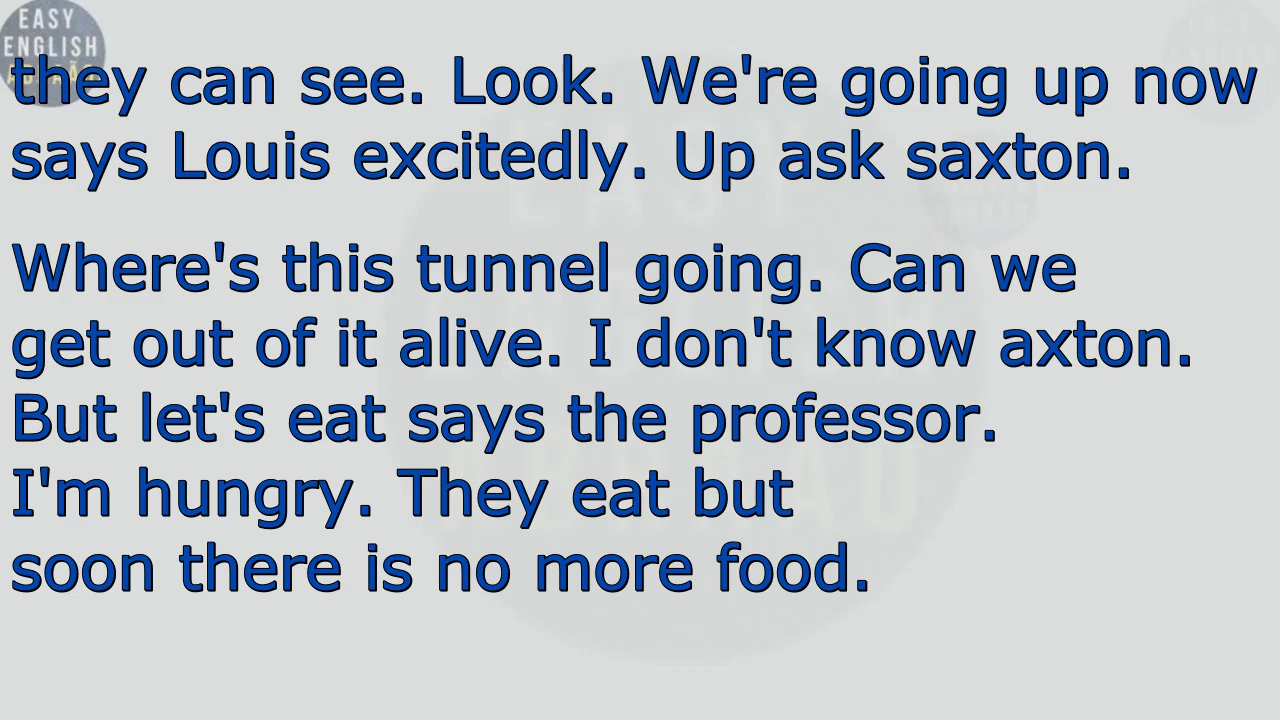 EASY
ENGLISH
they can see. Look. We're going up now
says Louis excitedly. Up ask saxton.
Where's this tunnel going. Can we
get out of it alive. I don't know axton.
But let's eat says the professor.
I'm hungry. They eat but
soon there is no more food.